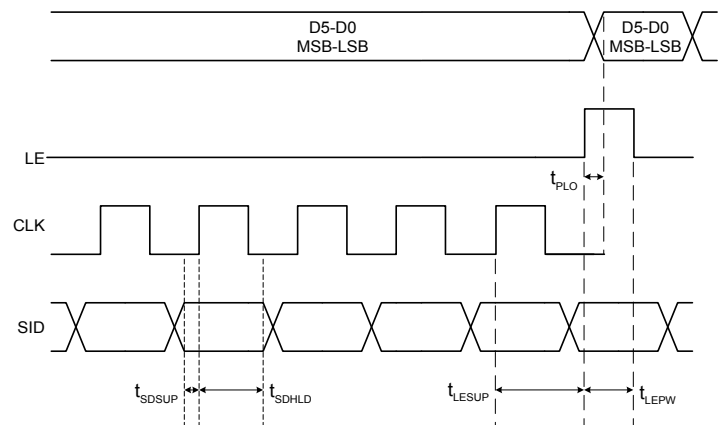 D5-D0
MSB-LSB
D5-D0
MSB-LSB
LE
tPLO
CLK
SID
tSDSUP
tSDHLD
tLESUP
tLEPW